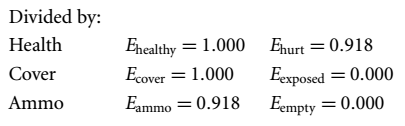 Divided by:
Health E_healthy = 1.000 E_hurt = 0.918
Cover E_cover = 1.000 E_exposed = 0.000
Ammo E_ammo = 0.918 E_empty = 0.000